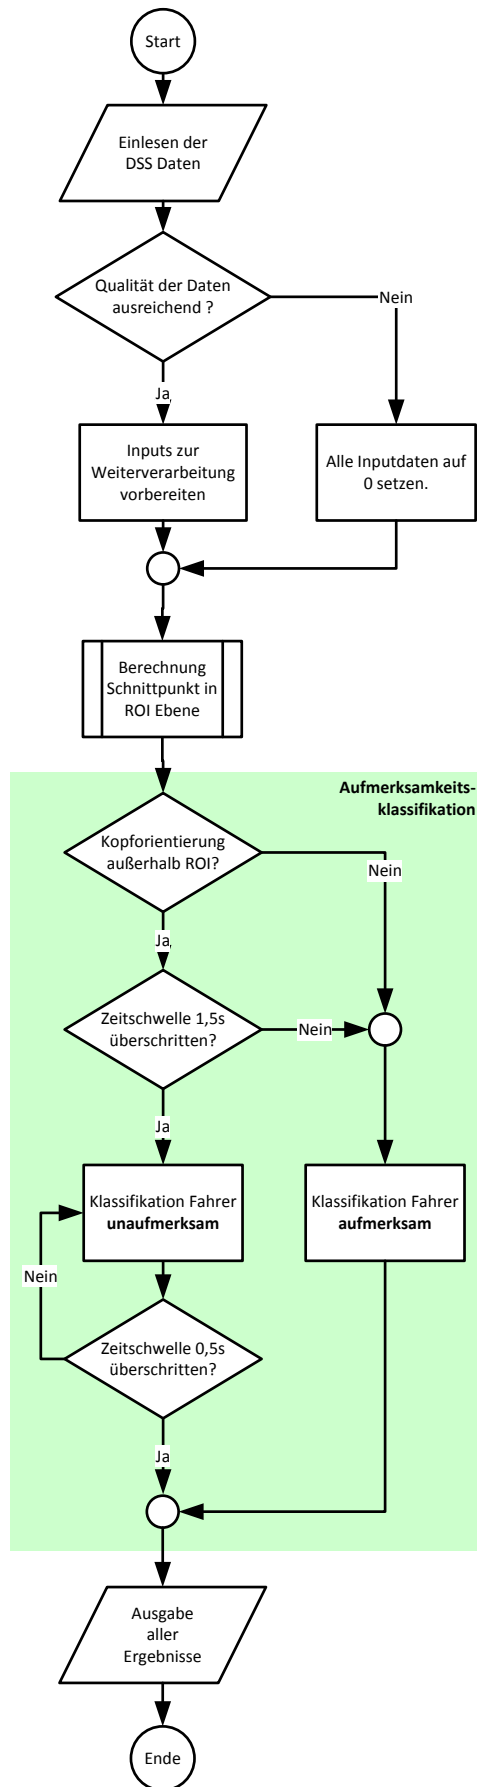 Start
Einlesen der
DSS Daten
Qualität der Daten
ausreichend ?
Nein
Ja
Inputs zur
Weiterverarbeitung
vorbereiten
Alle Inputdaten auf
0 setzen.
Berechnung
Schnittpunkt in
ROI Ebene
Aufmerksamkeits-
klassifikation
Kopforientierung
außerhalb ROI?
Nein
Ja
Zeitschwelle 1,5s
überschritten?
Nein
Ja
Klassifikation Fahrer
unaufmerksam
Klassifikation Fahrer
aufmerksam
Nein
Zeitschwelle 0,5s
überschritten?
Ja
Ausgabe
aller
Ergebnisse
Ende